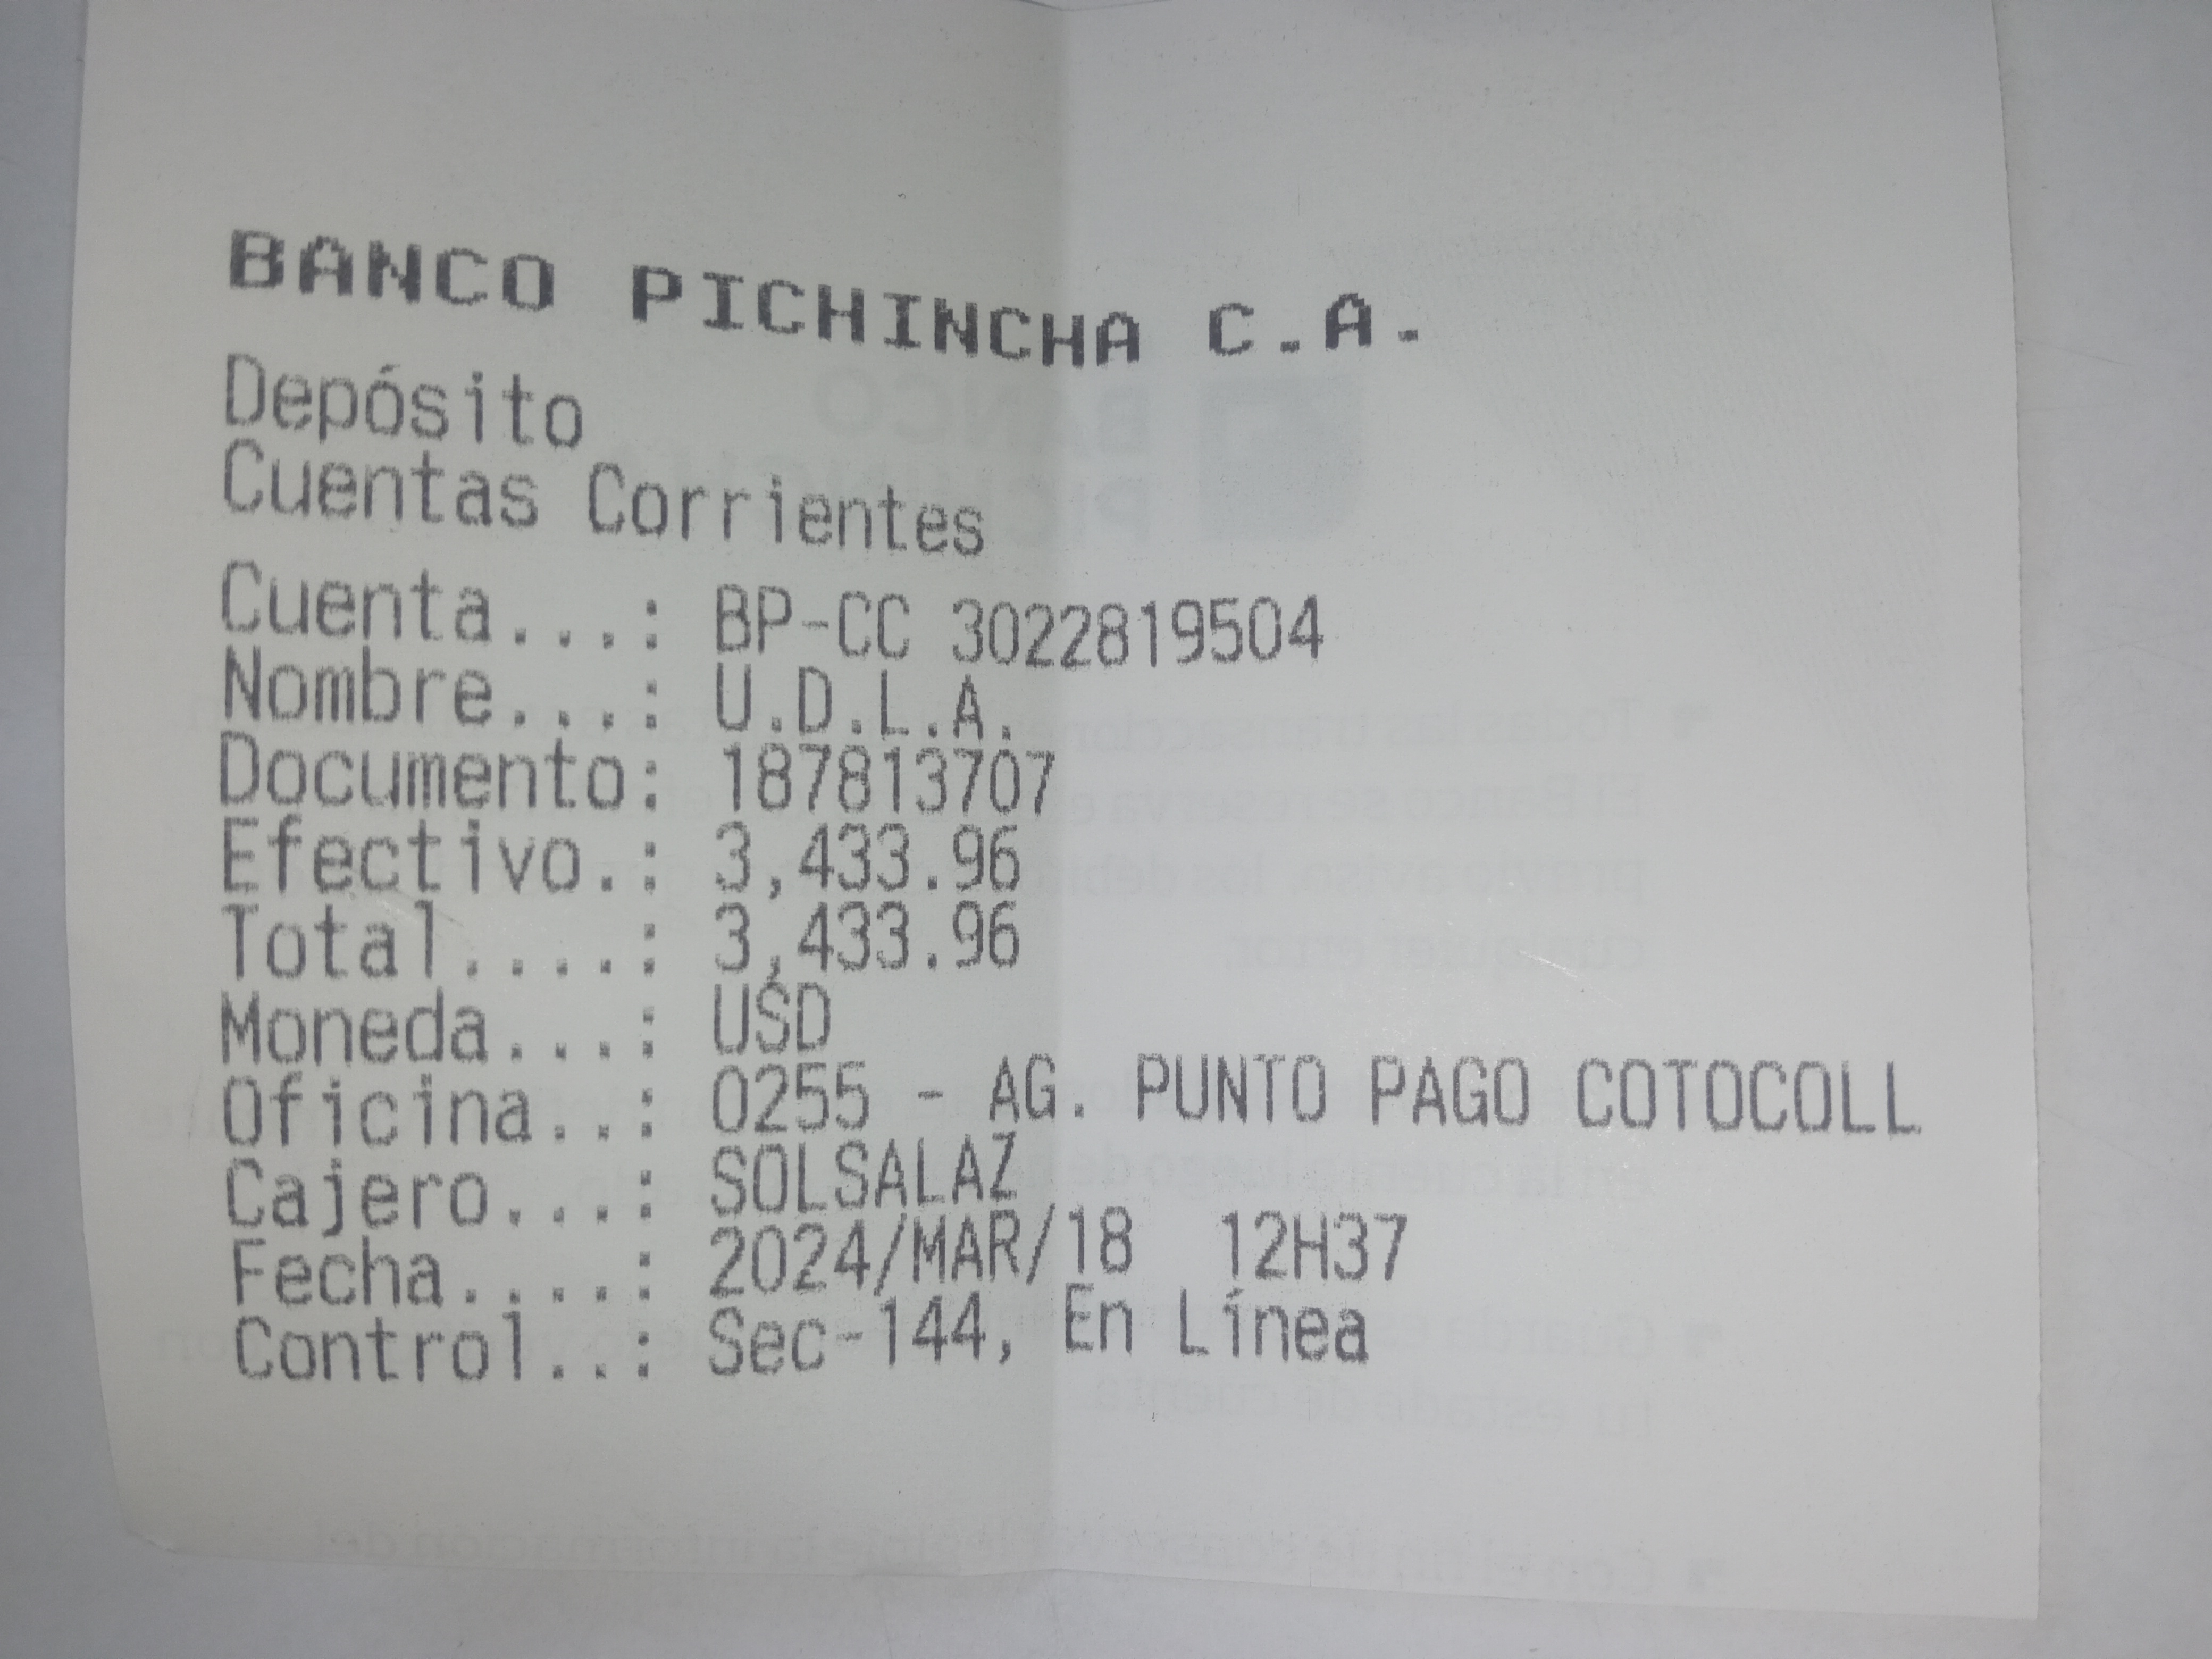 BANCO PICHINCHA C.A.
Depósito
Cuentas Corrientes
Cuenta...: BP-CC 3022819504
Nombre...: U.D.L.A.
Documento: 187813707
Efectivo.: 3,433.96
Total....: 3,433.96
Moneda...: USD
Oficina..: 0255 - AG. PUNTO PAGO COTOCOLL
Cajero...: SOLSALAZ
Fecha....: 2024/MAR/18 12H37
Control..: Sec-144, En Línea